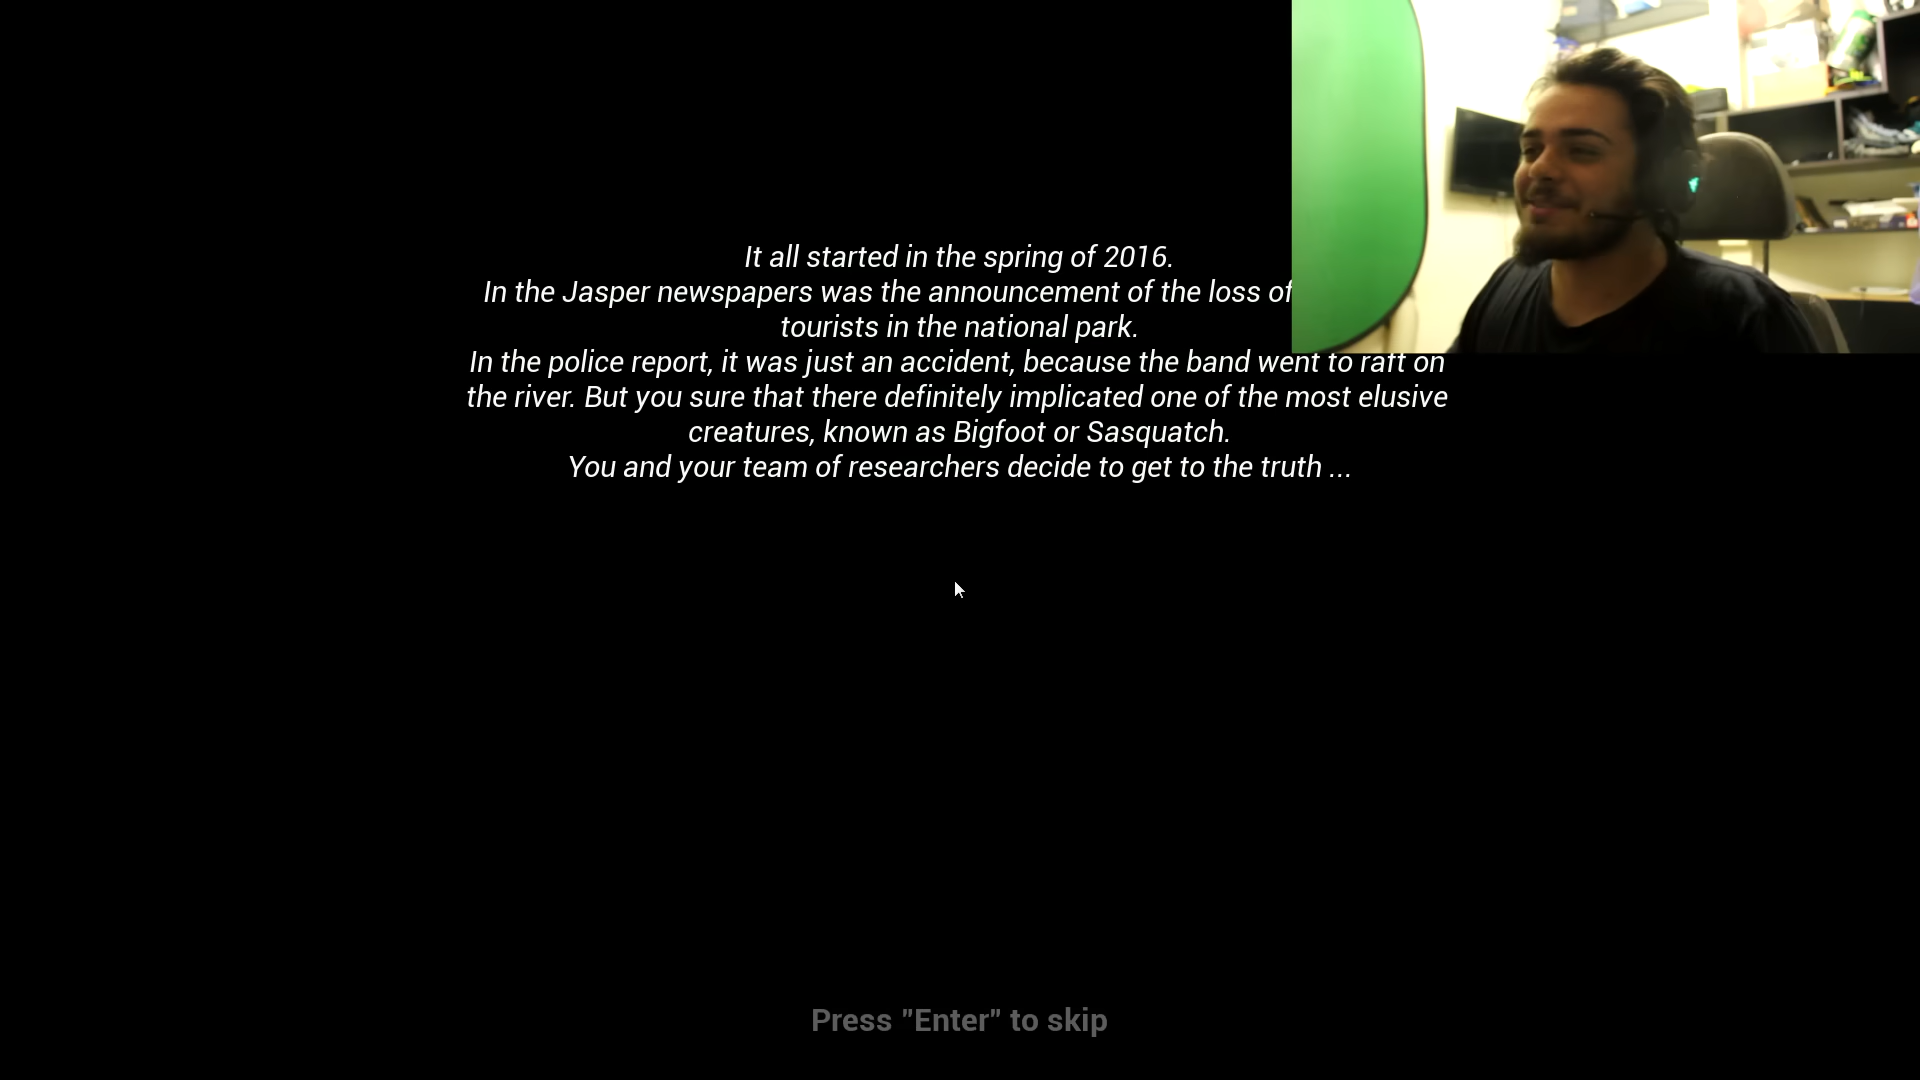 It all started in the spring of 2016.
In the Jasper newspapers was the announcement of the loss of
tourists in the national park.
In the police report, it was just an accident, because the band went to raft on
the river. But you sure that there definitely implicated one of the most elusive
creatures, known as Bigfoot or Sasquatch.
You and your team of researchers decide to get to the truth ...
Press "Enter" to skip